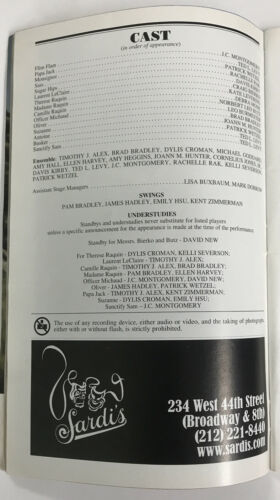 CAST
(in order of appearance)
Flim Flam
Papa Jack
Monsignor
Sass
Sugar Hips
Laurent LeClaire
Therese Raquin
Madame Raquin
Camille Raquin
Officer Michaud
Oliver
Suzanne
Antoine
Busker
Sanctify Sam
J.C. MONTGOMERY
TED L. LEVY
PATRICK WETZEL
RACHELLE RAK
Ensemble: TIMOTHY J. ALEX, BRAD BRADLEY, DYLIS CROMAN, MICHAEL
AMY HALL, ELLEN HARVEY, AMY HEGGINS, JOANN M. HUNTER, CORNELIUS
DAVID KIRBY, TED L. LEVY, J.C. MONTGOMERY, RACHELLE RAK, KELLI SEVERSON,
PATRICK WETZEL
Assistant Stage Managers LISA BUXBAUM, MARK
SWINGS
PAM BRADLEY, JAMES HADLEY, EMILY HSU, KENT ZIMMERMAN
UNDERSTUDIES
Standbys and understudies never substitute for listed players
unless a specific announcement for the appearance is made at the time of the performance.
Standby for Messrs. Bierko and Butz - DAVID NEW
For Therese Raquin - DYLIS CROMAN, KELLI SEVERSON;
Laurent LeClaire - TIMOTHY J. ALEX;
Camille Raquin - TIMOTHY J. ALEX, BRAD BRADLEY;
Madame Raquin - PAM BRADLEY, ELLEN HARVEY;
Officer Michaud - J.C. MONTGOMERY, DAVID NEW;
Oliver - JAMES HADLEY, PATRICK WETZEL;
Papa Jack - TIMOTHY J. ALEX, KENT ZIMMERMAN;
Suzanne - DYLIS CROMAN, EMILY HSU;
Sanctify Sam - J.C. MONTGOMERY
The use of any recording device, either audio or video, and the taking of photographs,
either with or without flash, is strictly prohibited.
Sardi's
234 West 44th Street
(Broadway & 8th)
(212) 221-8440
www.sardis.com